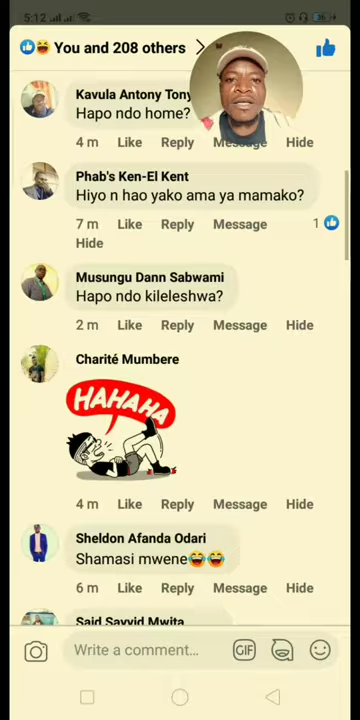 5:12
You and 208 others
Kavula Antony Tony
Hapo ndo home?
4 m Like Reply Message Hide
Phab's Ken-El Kent
Hiyo n hao yako ama ya mamako?
7 m Like Reply Message 1
Hide
Musungu Dann Sabwami
Hapo ndo kileleshwa?
2 m Like Reply Message Hide
Charité Mumbere
HAHAHA
4 m Like Reply Message Hide
Sheldon Afanda Odari
Shamasi mwene😂😂
6 m Like Reply Message Hide
Said Sayyid Mwita
Write a comment...
GIF